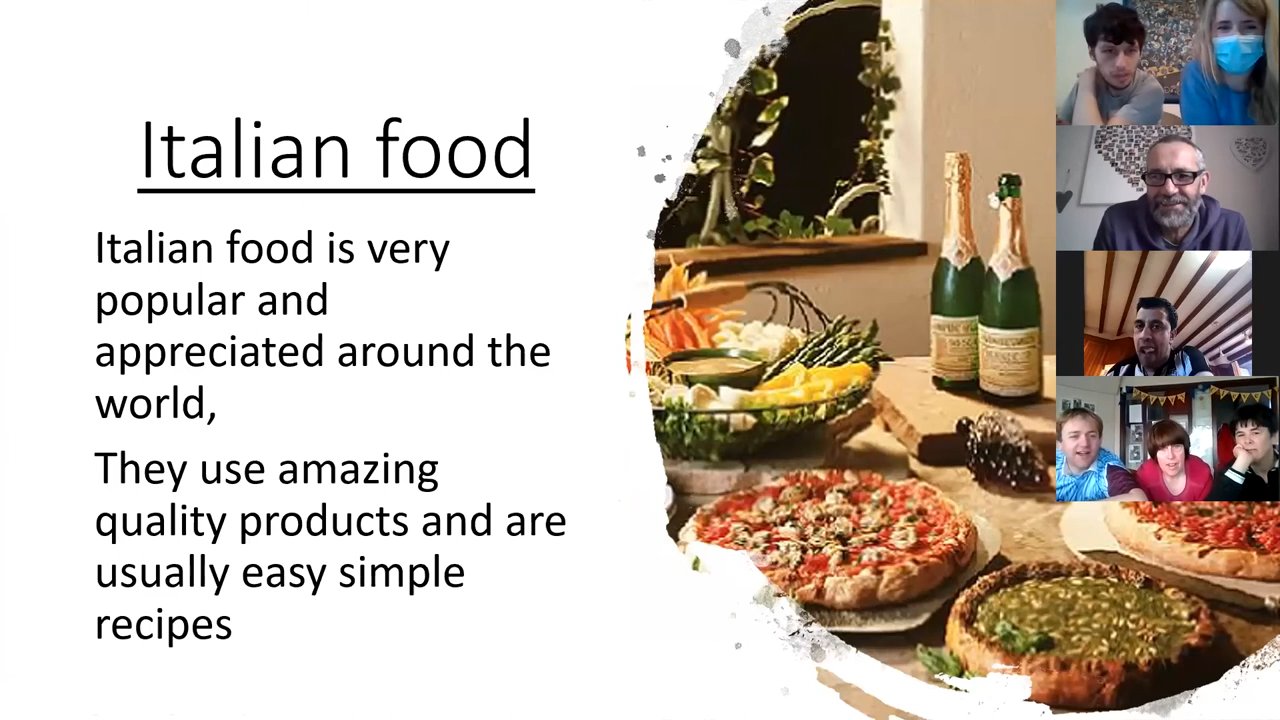 Italian food
Italian food is very
popular and
appreciated around the
world,
They use amazing
quality products and are
usually easy simple
recipes